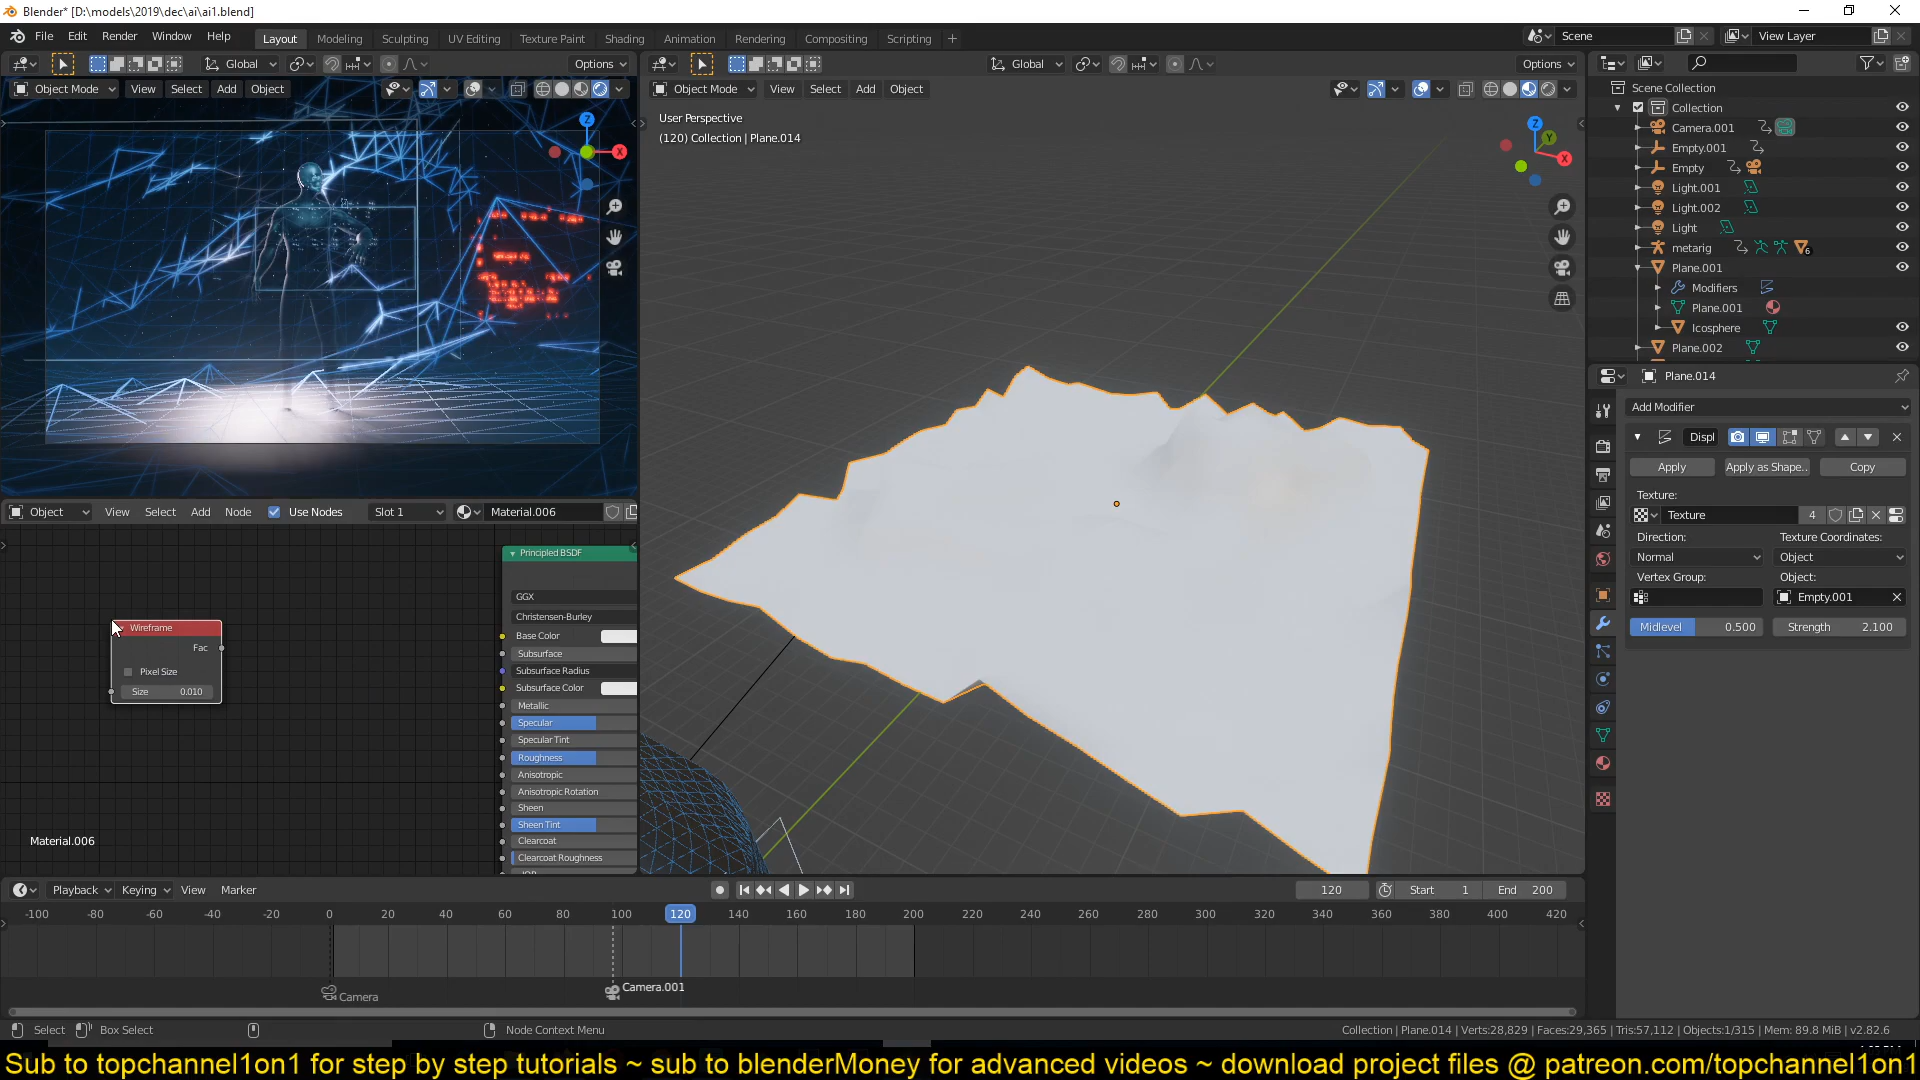 Blender* [D:\models\2019\dec\ai\ai1.blend]
File Edit Render Window Help Layout Modeling Sculpting UV Editing Texture Paint Shading Animation Rendering Compositing Scripting + Scene View Layer
Global Options Global Options
Object Mode View Select Add Object Object Mode View Select Add Object
Scene Collection
User Perspective
(120) Collection | Plane.014
Collection
Camera.001
Empty.001
Empty
Light.001
Light.002
Light
metarig
6
Plane.001
Modifiers
Plane.001
Icosphere
Plane.002
Z
X
Z
Y
X
Plane.014
Add Modifier
Displ
Apply Apply as Shape.. Copy
Texture:
Texture 4
Direction: Texture Coordinates:
Normal Object
Vertex Group: Object:
Empty.001
Midlevel 0.500 Strength 2.100
Object View Select Add Node Use Nodes Slot 1 Material.006
Principled BSDF
GGX
Christensen-Burley
Base Color
Subsurface
Subsurface Radius
Subsurface Color
Metallic
Specular
Specular Tint
Roughness
Anisotropic
Anisotropic Rotation
Sheen
Sheen Tint
Clearcoat
Clearcoat Roughness
Wireframe
Fac
Pixel Size
Size 0.010
Material.006
Playback Keying View Marker 120 Start 1 End 200
-100 -80 -60 -40 -20 0 20 40 60 80 100 120 140 160 180 200 220 240 260 280 300 320 340 360 380 400 420
Camera
Camera.001
Select Box Select Node Context Menu Collection | Plane.014 | Verts:28,829 | Faces:29,365 | Tris:57,112 | Objects:1/315 | Mem: 89.8 MiB | v2.82.6
Sub to topchannel1on1 for step by step tutorials ~ sub to blenderMoney for advanced videos ~ download project files @ patreon.com/topchannel1on1